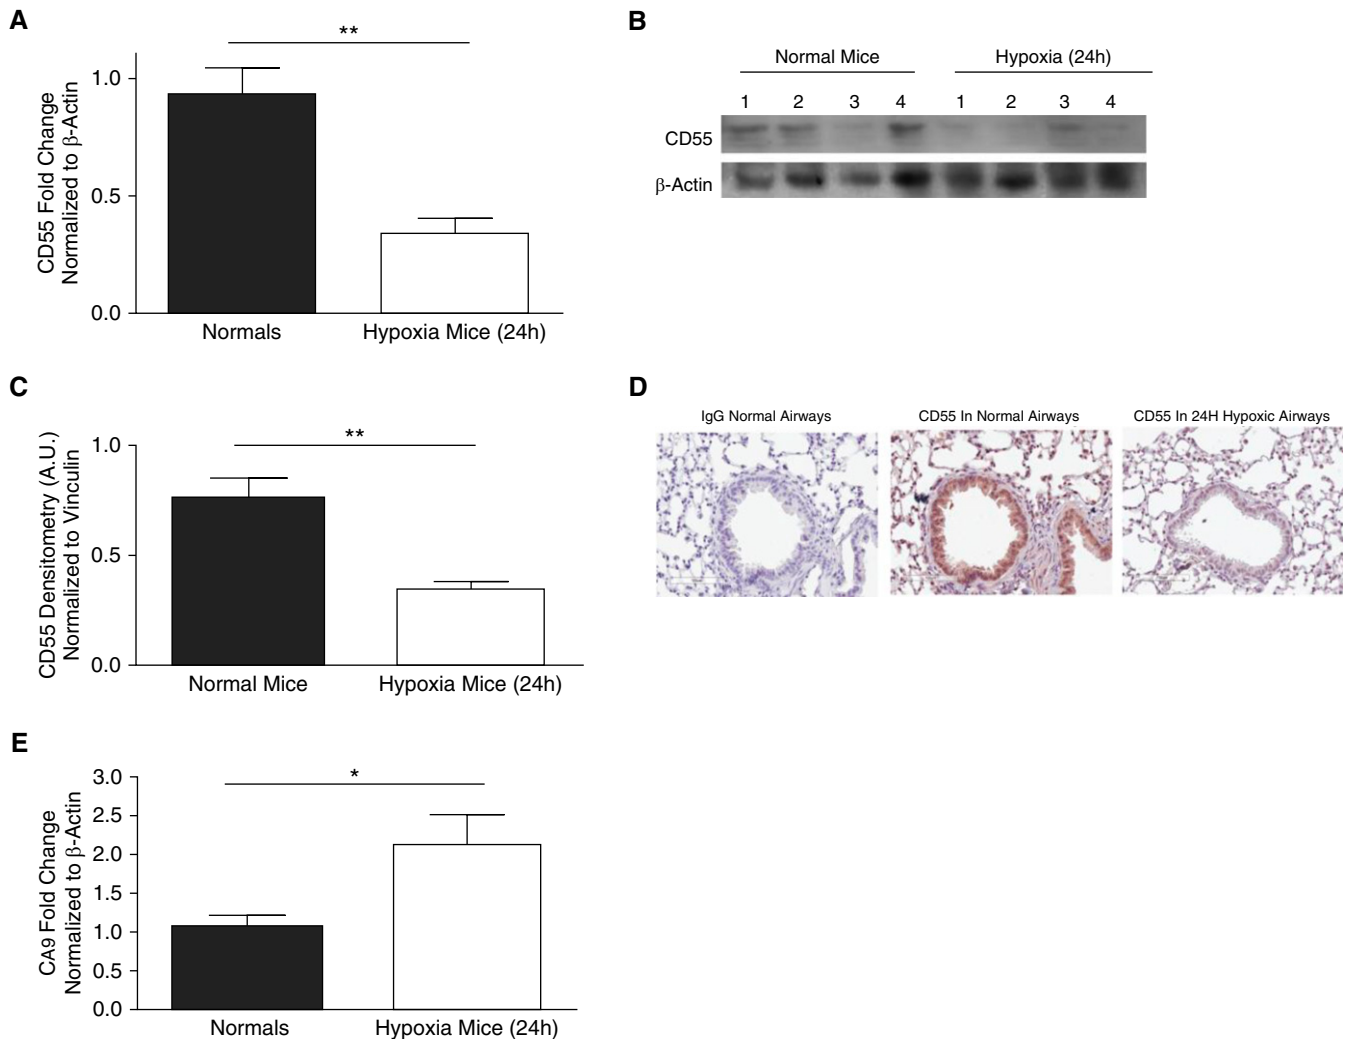 A
**
CD55 Fold Change
Normalized to β-Actin
1.0
0.5
0.0
Normals
Hypoxia Mice (24h)
B
Normal Mice
Hypoxia (24h)
1 2 3 4 1 2 3 4
CD55
β-Actin
C
**
CD55 Densitometry (A.U.)
Normalized to Vinculin
1.0
0.5
0.0
Normal Mice
Hypoxia Mice (24h)
D
IgG Normal Airways
CD55 In Normal Airways
CD55 In 24H Hypoxic Airways
E
*
CA9 Fold Change
Normalized to β-Actin
3.0
2.5
2.0
1.5
1.0
0.5
0.0
Normals
Hypoxia Mice (24h)